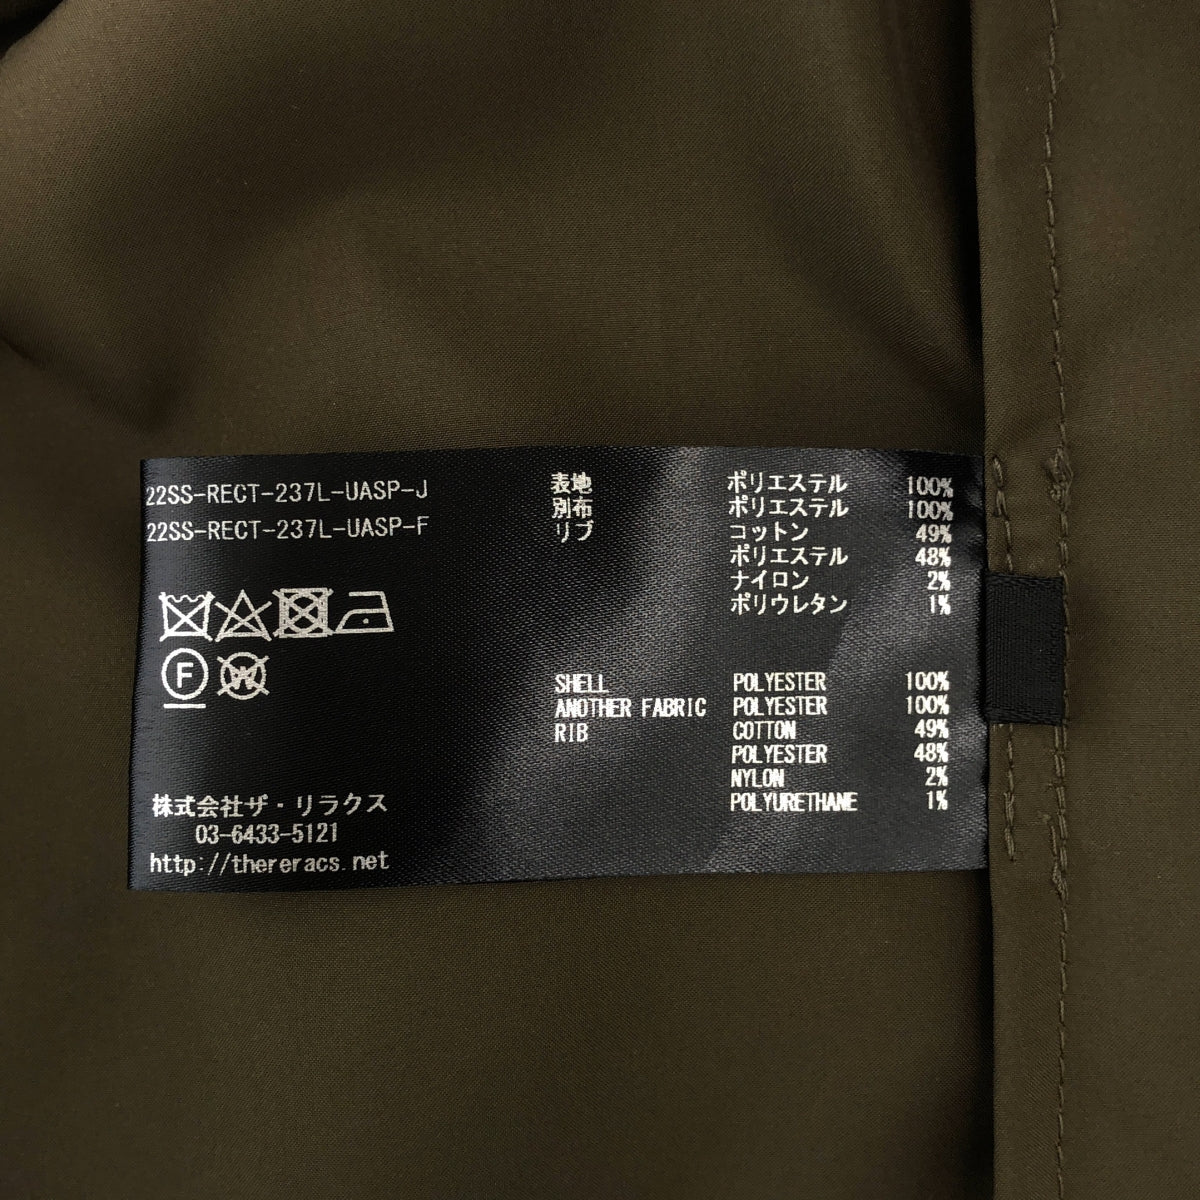 22SS-RECT-237L-UASP-J
22SS-RECT-237L-UASP-F
F
W
株式会社ザ・リラクス
03-6433-5121
http://thereracs.net
表地 ポリエステル 100%
別布 ポリエステル 100%
リブ コットン 49%
ポリエステル 48%
ナイロン 2%
ポリウレタン 1%
SHELL POLYESTER 100%
ANOTHER FABRIC POLYESTER 100%
RIB COTTON 49%
POLYESTER 48%
NYLON 2%
POLYURETHANE 1%